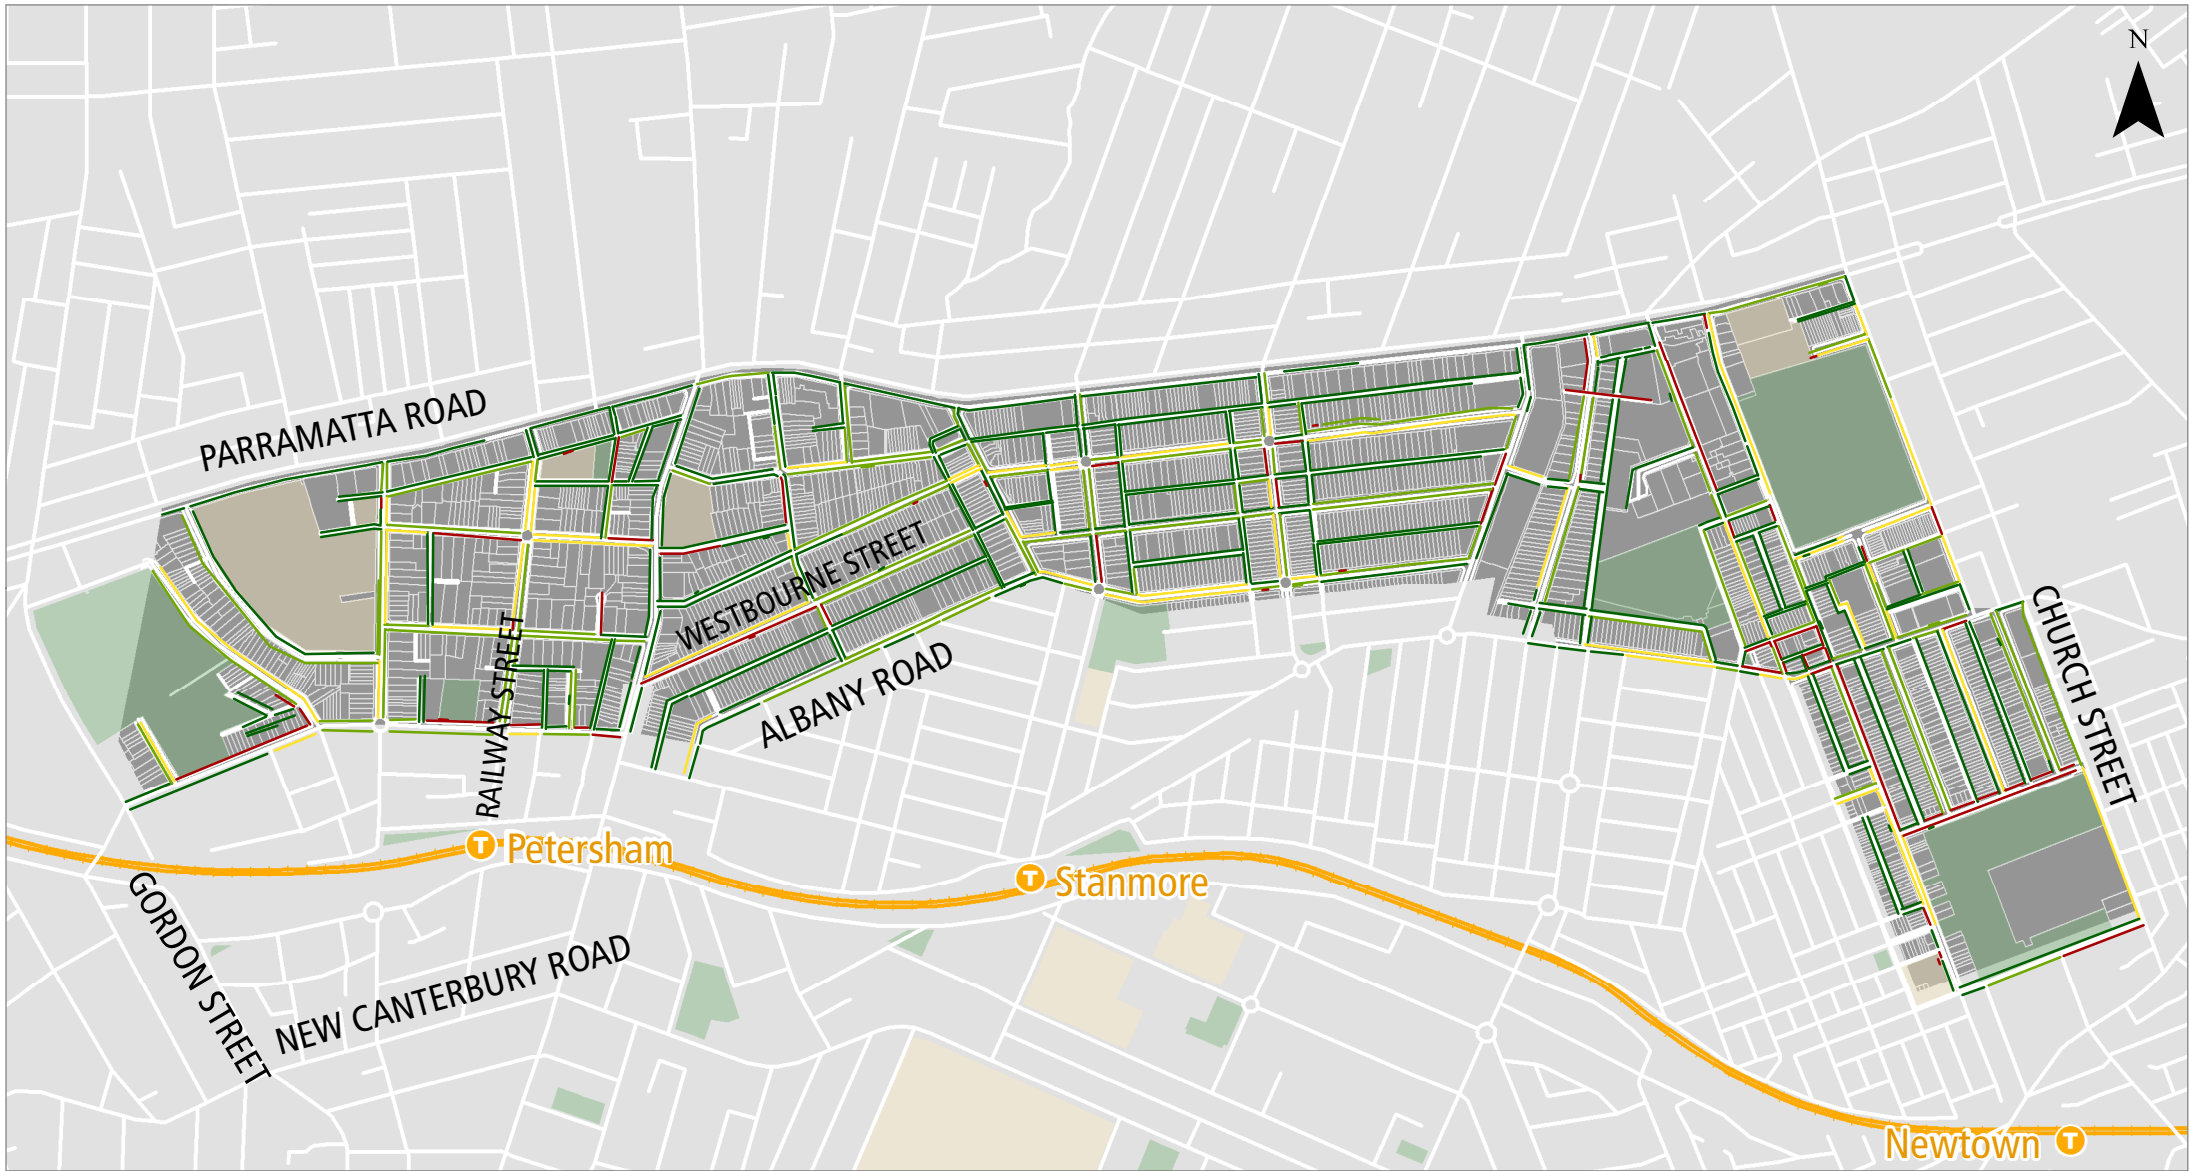 N
PARRAMATTA ROAD
WESTBOURNE STREET
CHURCH STREET
ALBANY ROAD
RAILWAY STREET
T Petersham
T Stanmore
GORDON STREET
NEW CANTERBURY ROAD
Newtown T